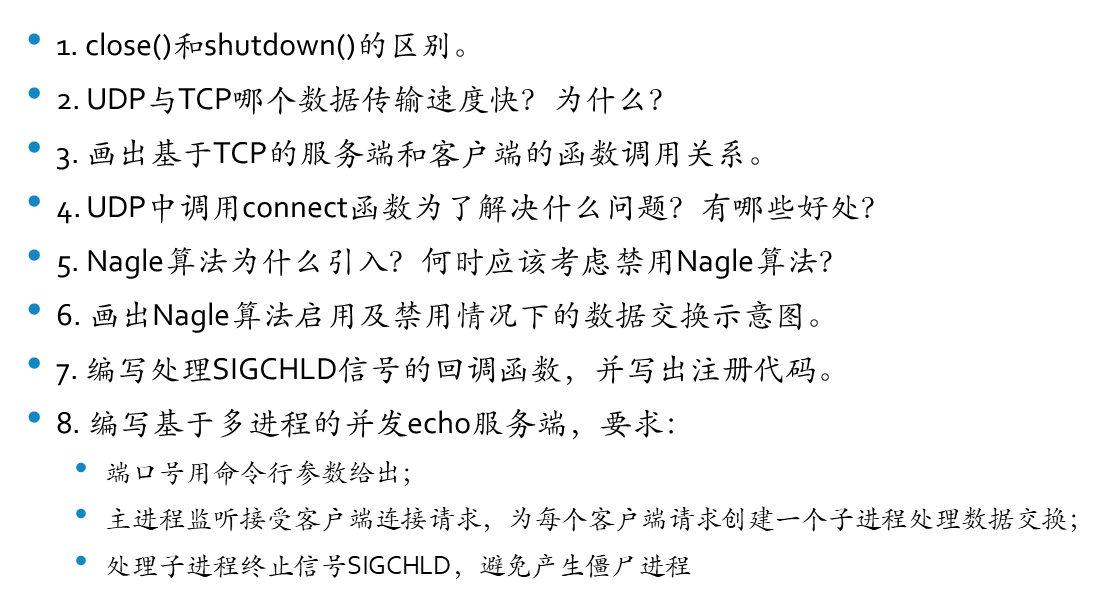 • 1. close()和shutdown()的区别。
• 2. UDP与TCP哪个数据传输速度快？为什么？
• 3. 画出基于TCP的服务端和客户端的函数调用关系。
• 4. UDP中调用connect函数为了解决什么问题？有哪些好处？
• 5. Nagle算法为什么引入？何时应该考虑禁用Nagle算法？
• 6. 画出Nagle算法启用及禁用情况下的数据交换示意图。
• 7. 编写处理SIGCHLD信号的回调函数，并写出注册代码。
• 8. 编写基于多进程的并发echo服务端，要求：
• 端口号用命令行参数给出；
• 主进程监听接受客户端连接请求，为每个客户端请求创建一个子进程处理数据交换；
• 处理子进程终止信号SIGCHLD，避免产生僵尸进程